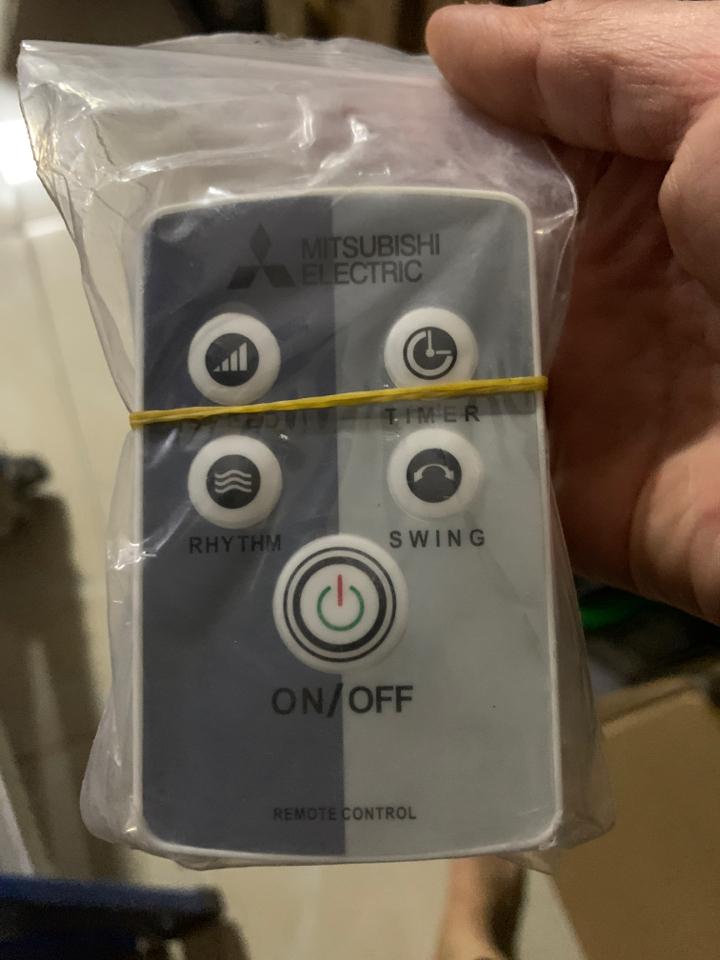 MITSUBISHI
ELECTRIC
TIMER
RHYTHM
SWING
ON/OFF
REMOTE CONTROL